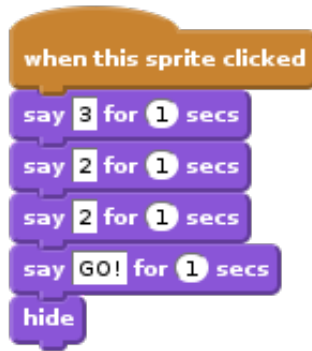 when this sprite clicked
say 3 for 1 secs
say 2 for 1 secs
say 2 for 1 secs
say GO! for 1 secs
hide